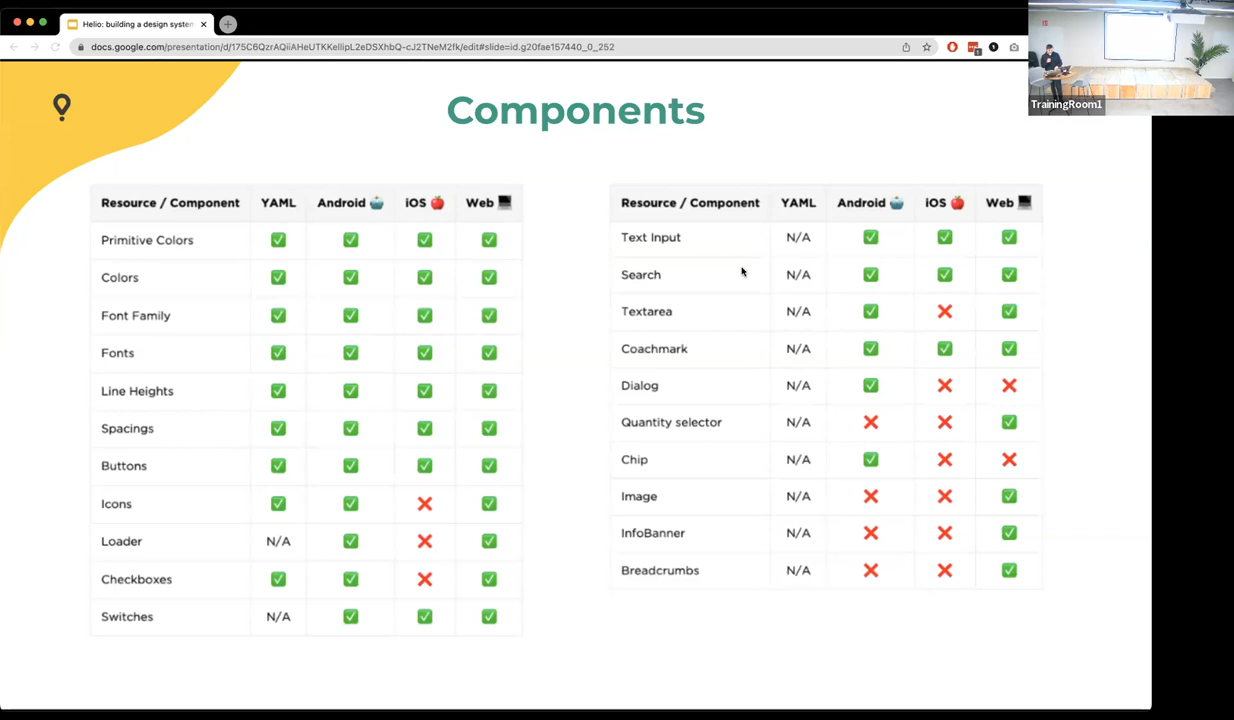 Helio: building a design system
docs.google.com/presentation/d/175C6QzrAQiiAHeUTKKellipL2eDSXhbQ-cJ2TNeM2fk/edit#slide=id.g20fae157440_0_252
TrainingRoom1
Components
Resource / Component YAML Android iOS Web
Primitive Colors
Colors
Font Family
Fonts
Line Heights
Spacings
Buttons
Icons
Loader N/A
Checkboxes
Switches N/A
Resource / Component YAML Android iOS Web
Text Input N/A
Search N/A
Textarea N/A
Coachmark N/A
Dialog N/A
Quantity selector N/A
Chip N/A
Image N/A
InfoBanner N/A
Breadcrumbs N/A